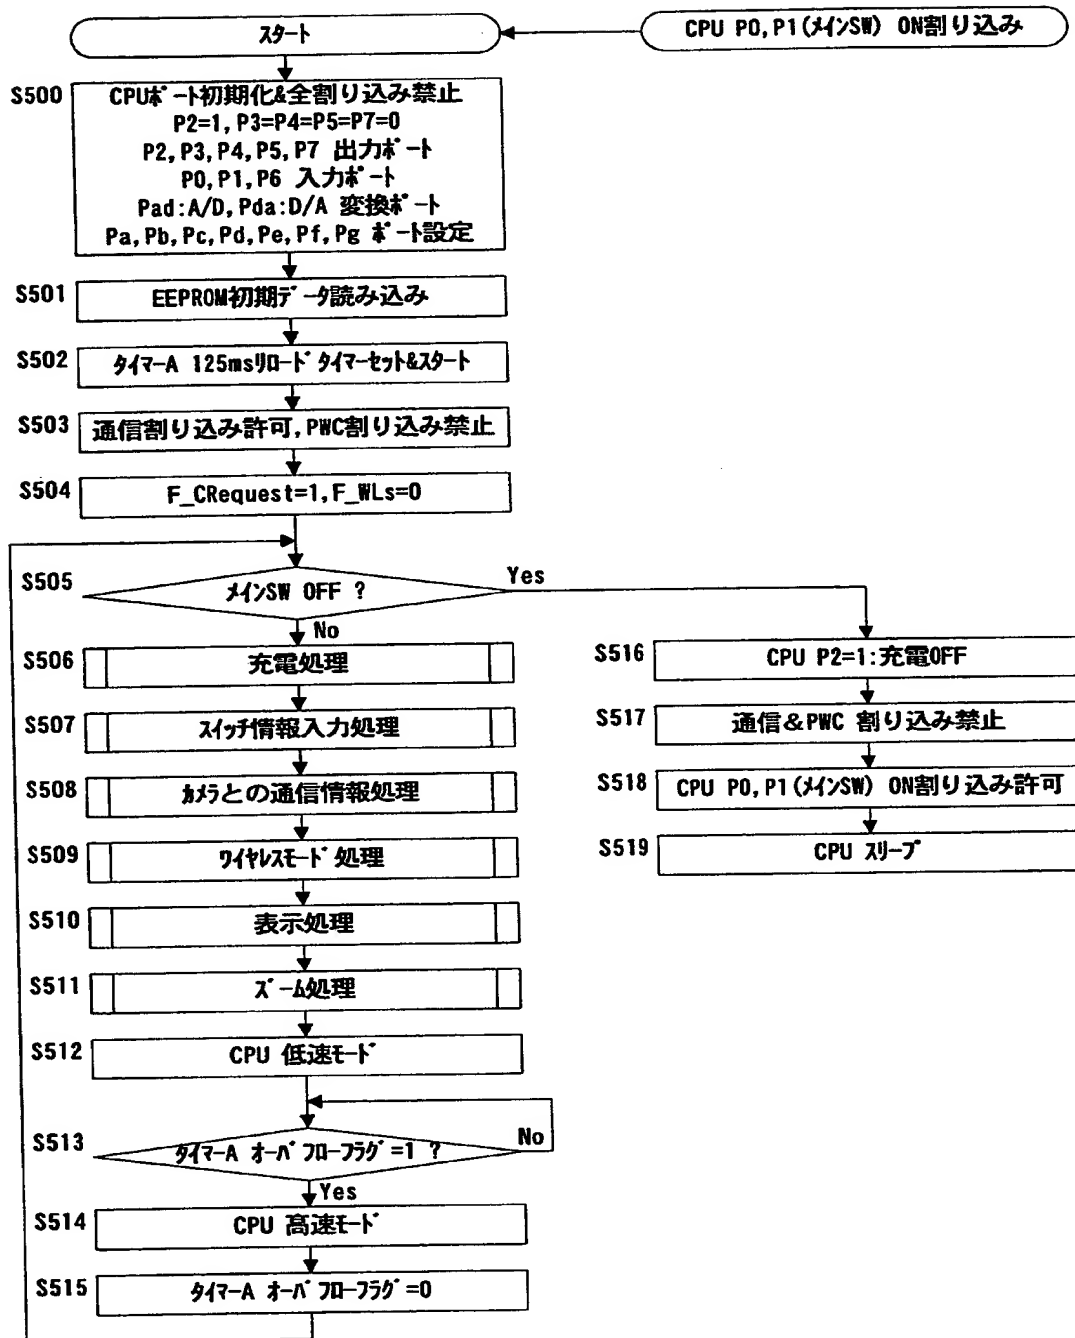 スタート
CPU P0,P1(メインSW) ON割り込み
S500
CPUポート初期化&全割り込み禁止
P2=1,P3=P4=P5=P7=0
P2,P3,P4,P5,P7 出力ポート
P0,P1,P6 入力ポート
Pad:A/D,Pda:D/A 変換ポート
Pa,Pb,Pc,Pd,Pe,Pf,Pg ポート設定
S501
EEPROM初期データ読み込み
S502
タイマーA 125msリロードタイマーセット&スタート
S503
通信割り込み許可,PWC割り込み禁止
S504
F_CRequest=1,F_WLs=0
S505
メインSW OFF ?
Yes
No
S506
充電処理
S507
スイッチ情報入力処理
S508
カメラとの通信情報処理
S509
ワイヤレスモード処理
S510
表示処理
S511
ズーム処理
S512
CPU 低速モード
S513
タイマーA オーバフローフラグ=1 ?
No
Yes
S514
CPU 高速モード
S515
タイマーA オーバフローフラグ=0
S516
CPU P2=1:充電OFF
S517
通信&PWC 割り込み禁止
S518
CPU P0,P1(メインSW) ON割り込み許可
S519
CPU スリープ